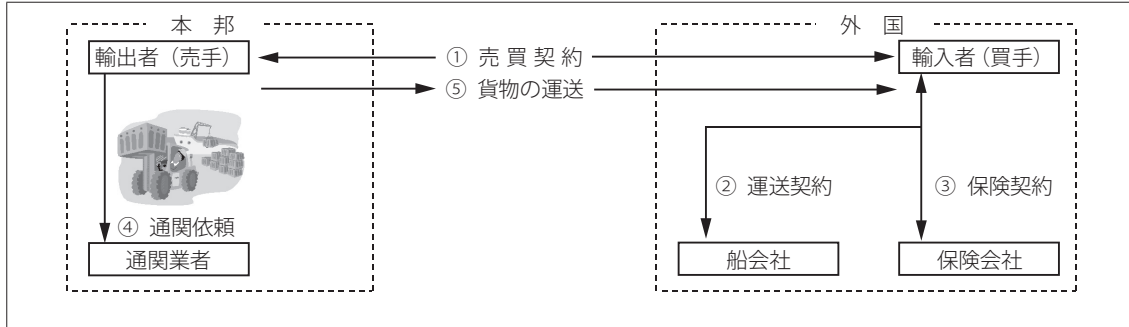 本 邦
外 国
輸出者（売手）
① 売 買 契 約
輸入者（買手）
⑤ 貨物の運送
② 運送契約
③ 保険契約
④ 通関依頼
通関業者
船会社
保険会社